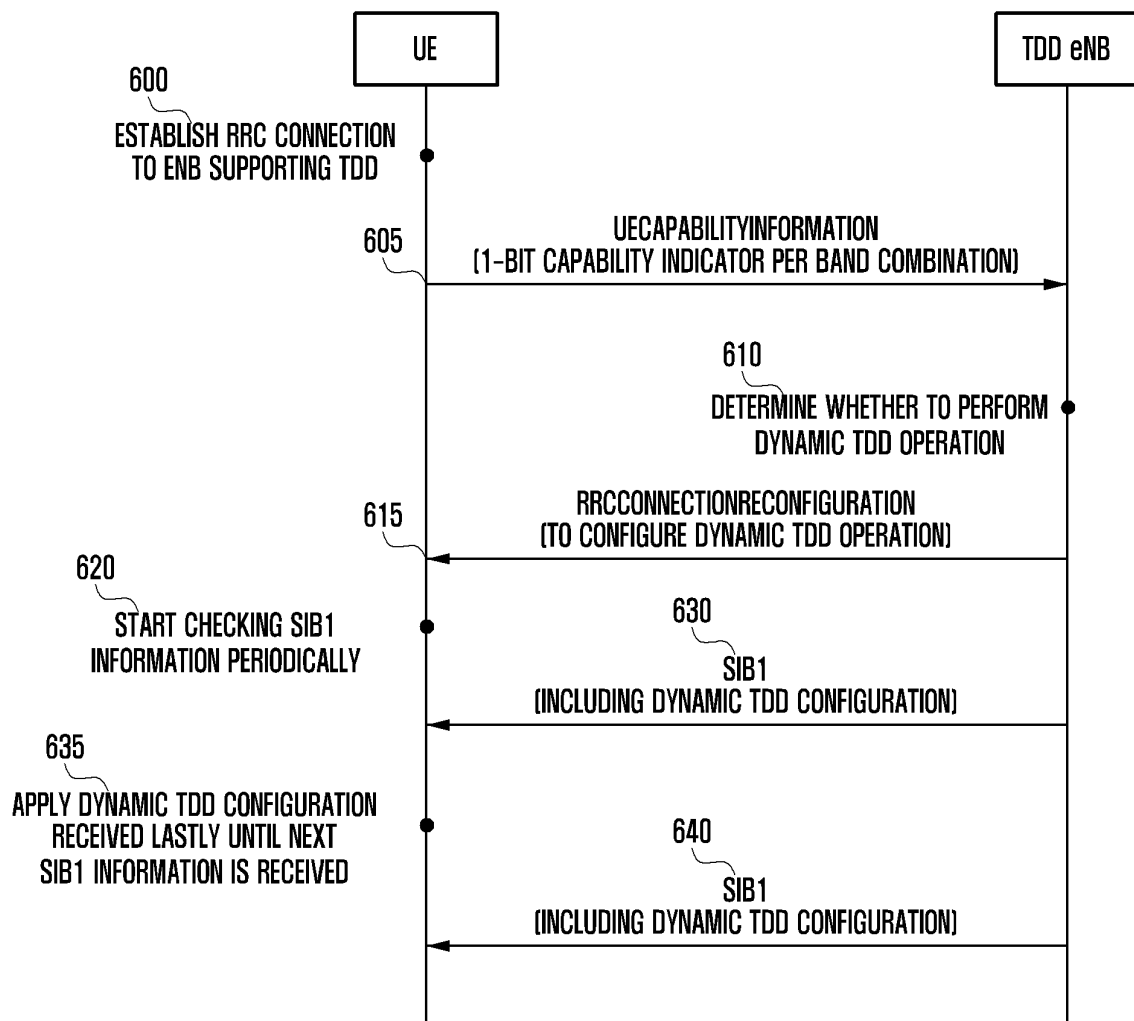 UE
TDD eNB
600
ESTABLISH RRC CONNECTION
TO ENB SUPPORTING TDD
605
UECAPABILITYINFORMATION
(1-BIT CAPABILITY INDICATOR PER BAND COMBINATION)
610
DETERMINE WHETHER TO PERFORM
DYNAMIC TDD OPERATION
615
RRCCONNECTIONRECONFIGURATION
(TO CONFIGURE DYNAMIC TDD OPERATION)
620
START CHECKING SIB1
INFORMATION PERIODICALLY
630
SIB1
(INCLUDING DYNAMIC TDD CONFIGURATION)
635
APPLY DYNAMIC TDD CONFIGURATION
RECEIVED LASTLY UNTIL NEXT
SIB1 INFORMATION IS RECEIVED
640
SIB1
(INCLUDING DYNAMIC TDD CONFIGURATION)